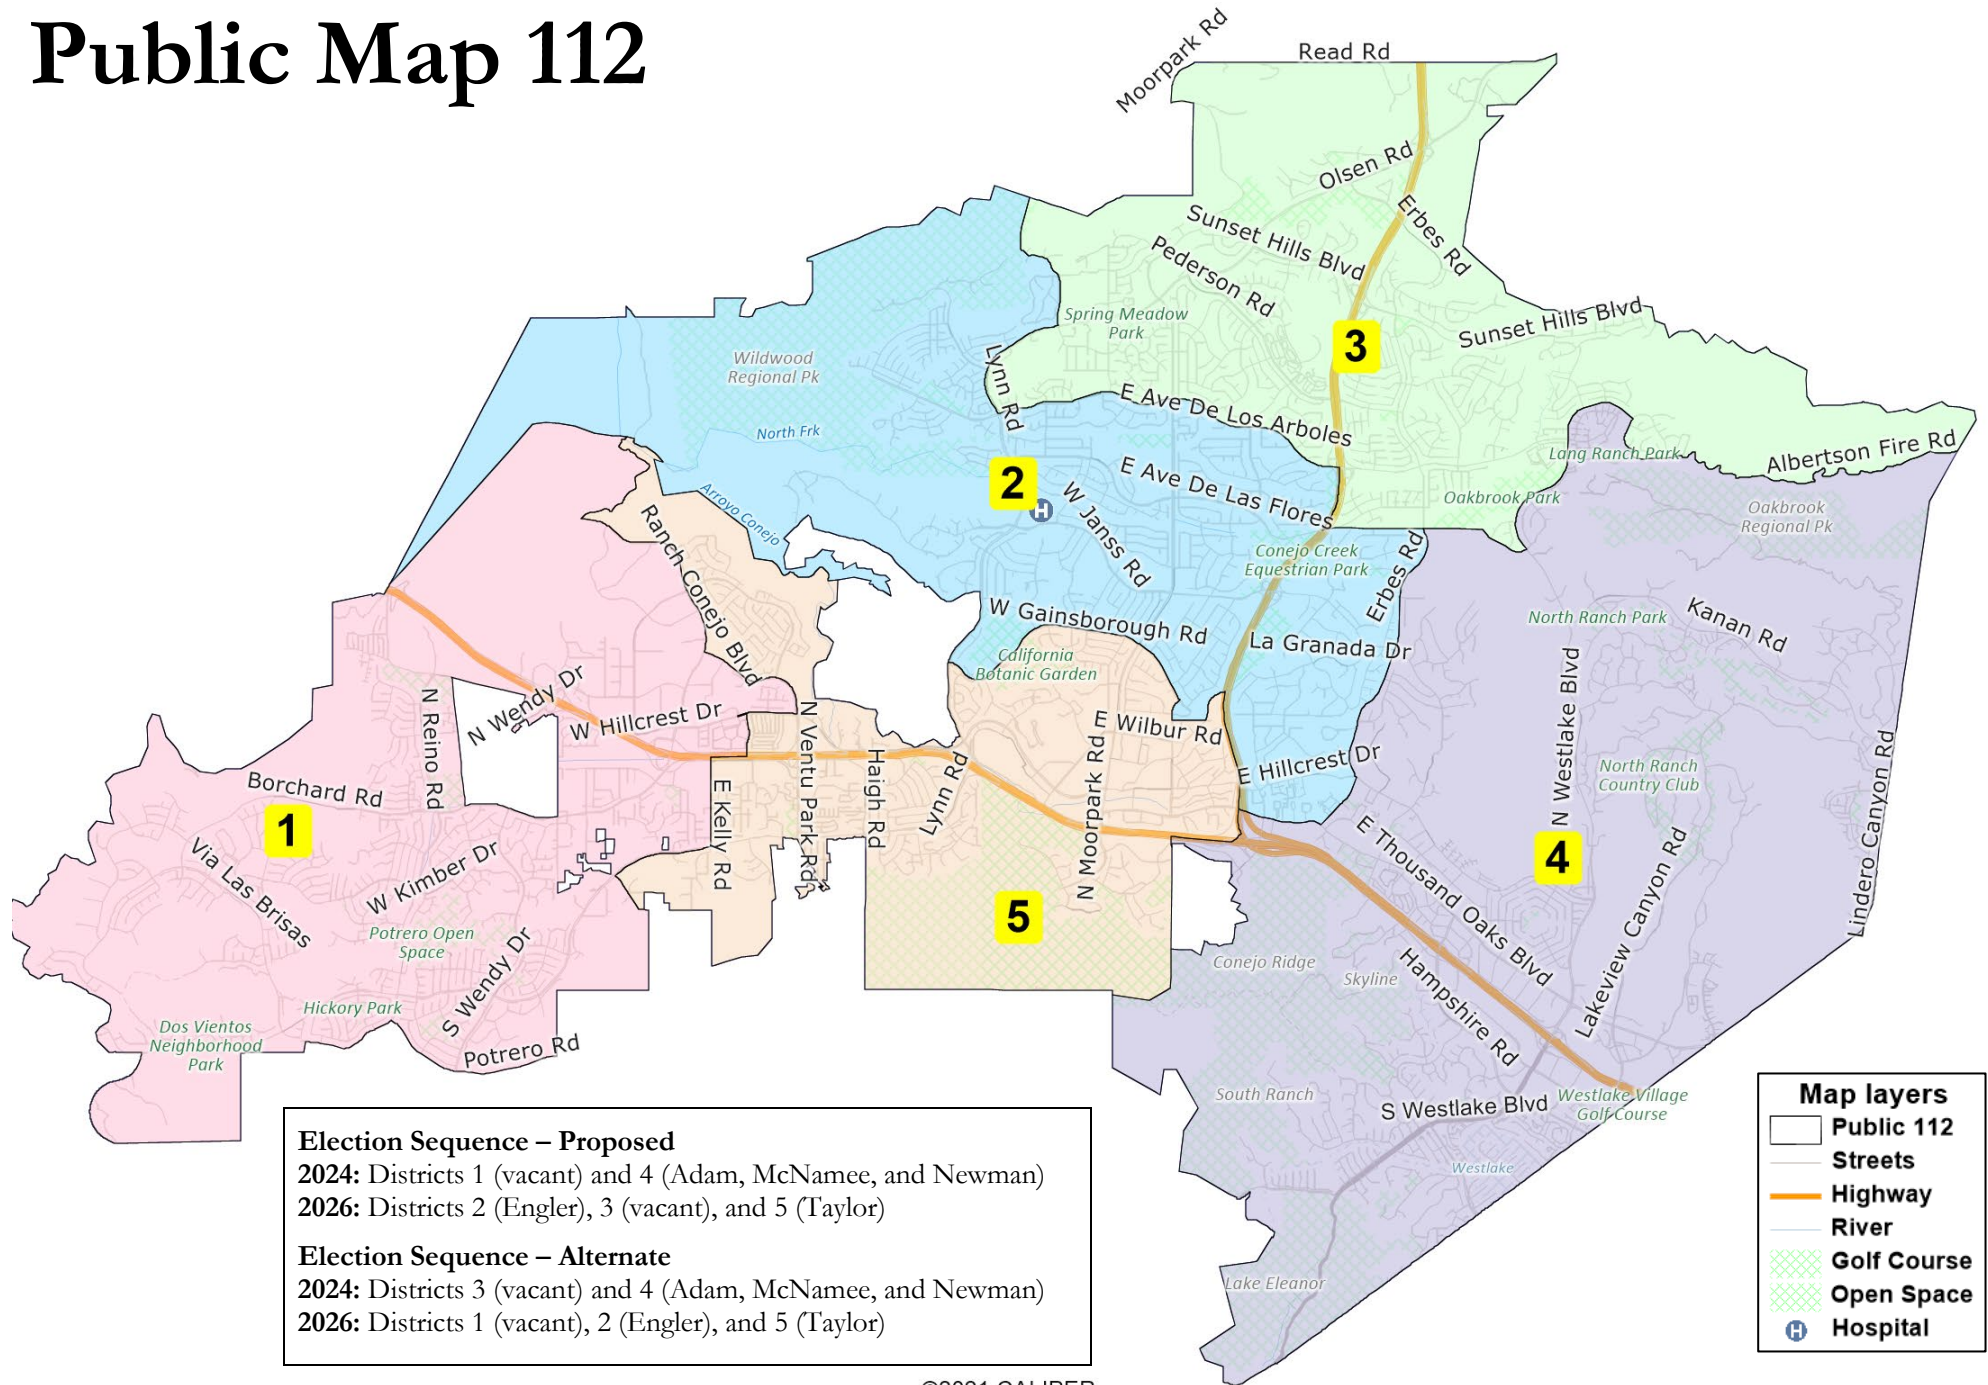 Public Map 112
Moorpark Rd
Read Rd
Olsen Rd
Erbes Rd
Sunset Hills Blvd
Pederson Rd
Spring Meadow
Park
3
Sunset Hills Blvd
Wildwood
Regional Pk
Lynn Rd
E Ave De Los Arboles
North Frk
Lang Ranch Park
Albertson Fire Rd
2
H
E Ave De Las Flores
W Janss Rd
Oakbrook Park
Oakbrook
Regional Pk
Arroyo Conejo
Ranch Conejo Blvd
Conejo Creek
Equestrian Park
Erbes Rd
W Gainsborough Rd
La Granada Dr
North Ranch Park
Kanan Rd
California
Botanic Garden
N Wendy Dr
N Reino Rd
W Hillcrest Dr
N Ventu Park Rd
E Wilbur Rd
E Hillcrest Dr
N Westlake Blvd
North Ranch
Country Club
Lindero Canyon Rd
Borchard Rd
E Kelly Rd
Haigh Rd
Lynn Rd
N Moorpark Rd
1
4
Via Las Brisas
W Kimber Dr
E Thousand Oaks Blvd
Lakeview Canyon Rd
5
Potrero Open
Space
S Wendy Dr
Conejo Ridge
Skyline
Hampshire Rd
Hickory Park
Dos Vientos
Neighborhood
Park
Potrero Rd
South Ranch
S Westlake Blvd
Westlake Village
Golf Course
Westlake
Lake Eleanor
Election Sequence – Proposed
2024: Districts 1 (vacant) and 4 (Adam, McNamee, and Newman)
2026: Districts 2 (Engler), 3 (vacant), and 5 (Taylor)
Election Sequence – Alternate
2024: Districts 3 (vacant) and 4 (Adam, McNamee, and Newman)
2026: Districts 1 (vacant), 2 (Engler), and 5 (Taylor)
Map layers
Public 112
Streets
Highway
River
Golf Course
Open Space
H Hospital
©2021 CALIPER